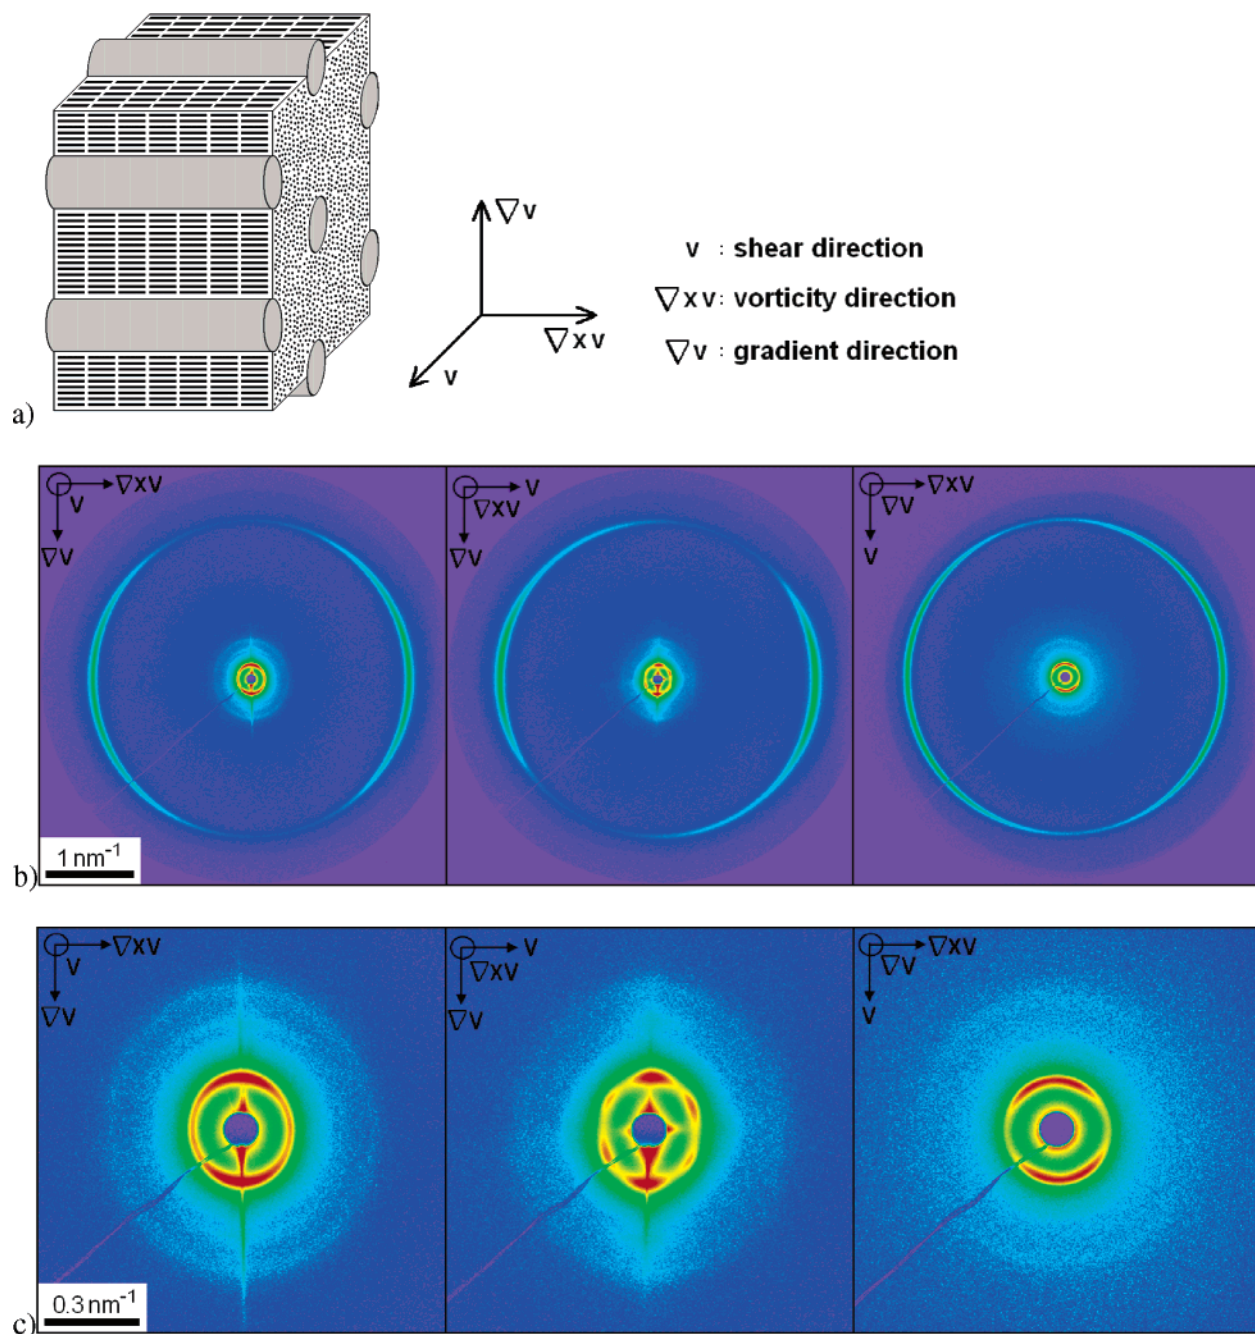 ∇v
∇xv
v
v : shear direction
∇xv: vorticity direction
∇v : gradient direction
a)
∇xv
v
∇v
v
∇xv
∇v
∇xv
∇v
v
1 nm⁻¹
b)
∇xv
v
∇v
v
∇xv
∇v
∇xv
∇v
v
0.3 nm⁻¹
c)